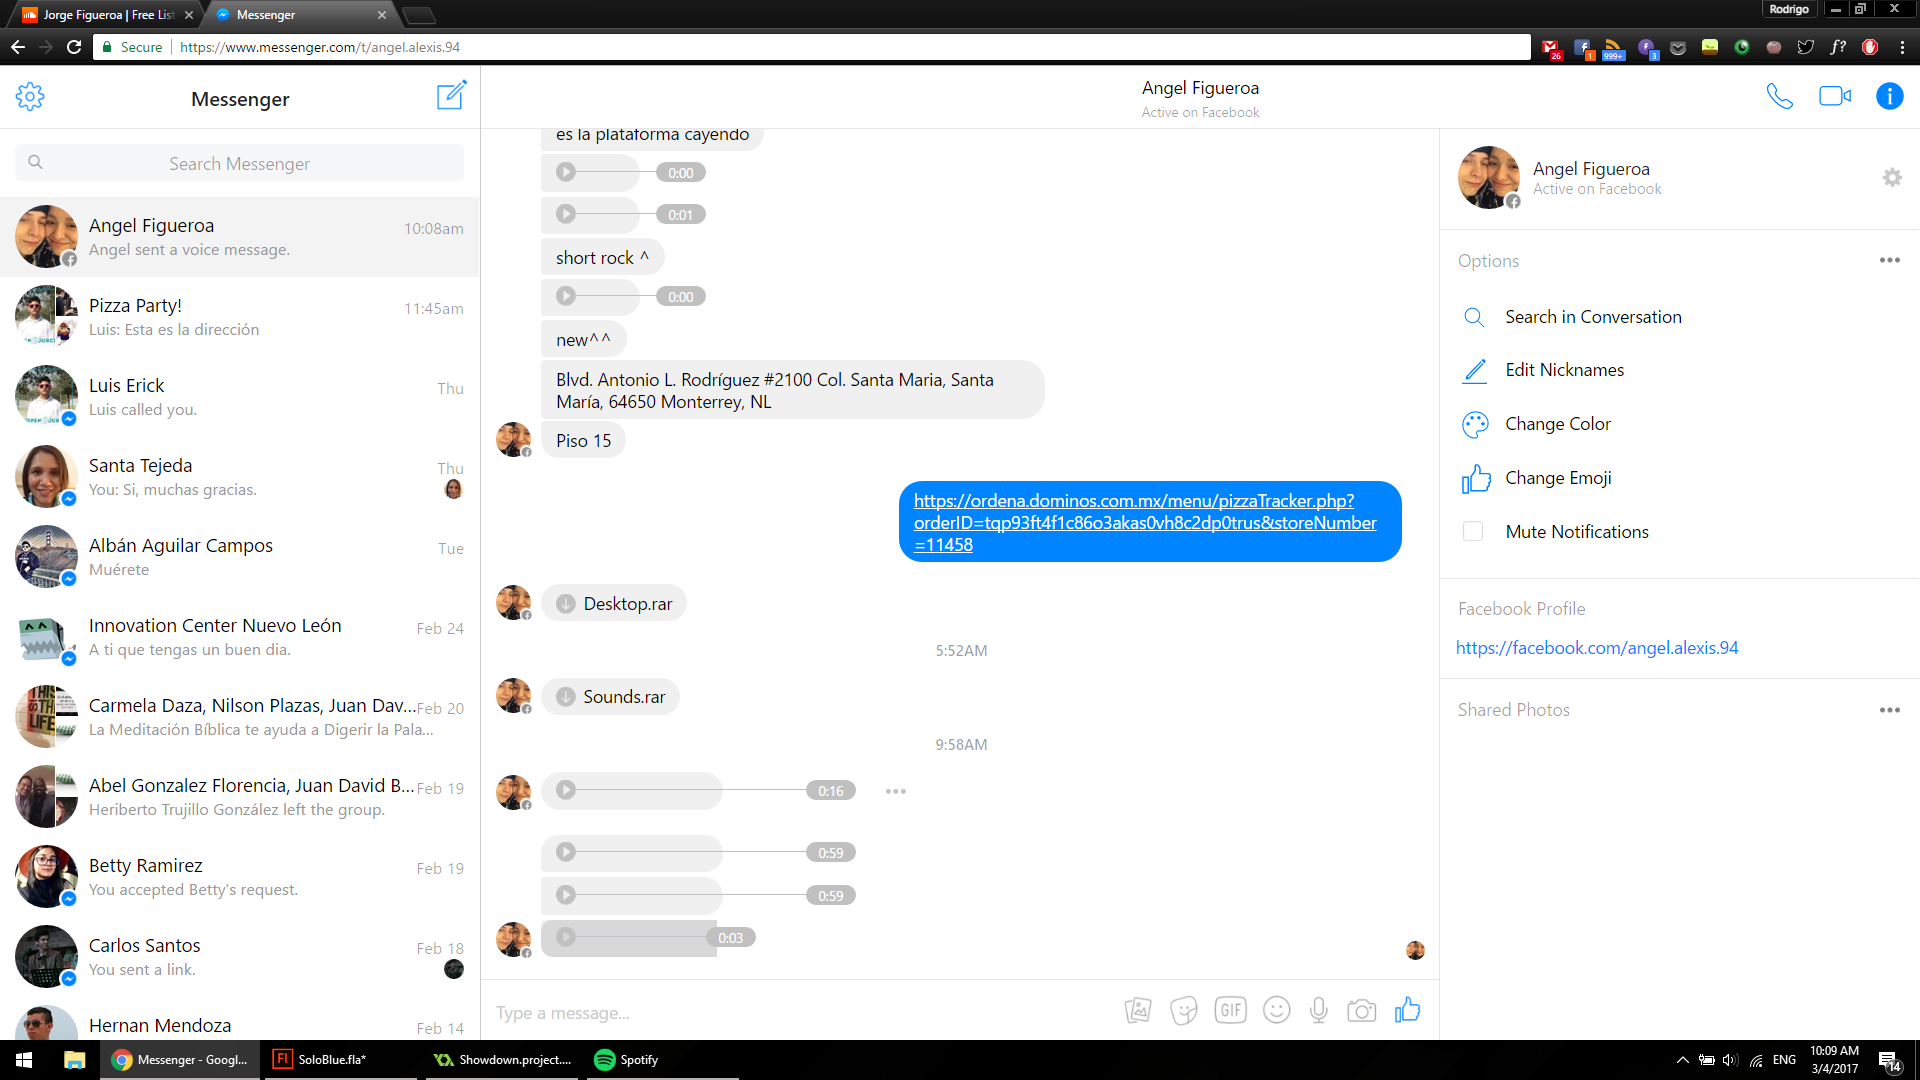 Jorge Figueroa | Free List
Messenger
Rodrigo
Secure
https://www.messenger.com/t/angel.alexis.94
26
1
999+
3
f?
Messenger
Search Messenger
Angel Figueroa
10:08am
Angel sent a voice message.
Pizza Party!
11:45am
Luis: Esta es la dirección
Luis Erick
Thu
Luis called you.
Santa Tejeda
Thu
You: Si, muchas gracias.
Albán Aguilar Campos
Tue
Muérete
Innovation Center Nuevo León
Feb 24
A ti que tengas un buen dia.
Carmela Daza, Nilson Plazas, Juan Dav...
Feb 20
La Meditación Bíblica te ayuda a Digerir la Pala...
Abel Gonzalez Florencia, Juan David B...
Feb 19
Heriberto Trujillo González left the group.
Betty Ramirez
Feb 19
You accepted Betty's request.
Carlos Santos
Feb 18
You sent a link.
Hernan Mendoza
Feb 14
Angel Figueroa
Active on Facebook
es la plataforma cayendo
0:00
0:01
short rock ^
0:00
new^^
Blvd. Antonio L. Rodríguez #2100 Col. Santa Maria, Santa
María, 64650 Monterrey, NL
Piso 15
https://ordena.dominos.com.mx/menu/pizzaTracker.php?
orderID=tqp93ft4f1c86o3akas0vh8c2dp0trus&storeNumber
=11458
Desktop.rar
5:52AM
Sounds.rar
9:58AM
0:16
0:59
0:59
0:03
Type a message...
GIF
Angel Figueroa
Active on Facebook
Options
Search in Conversation
Edit Nicknames
Change Color
Change Emoji
Mute Notifications
Facebook Profile
https://facebook.com/angel.alexis.94
Shared Photos
Messenger - Googl...
Fl
SoloBlue.fla*
Showdown.project....
Spotify
ENG
10:09 AM
3/4/2017
14